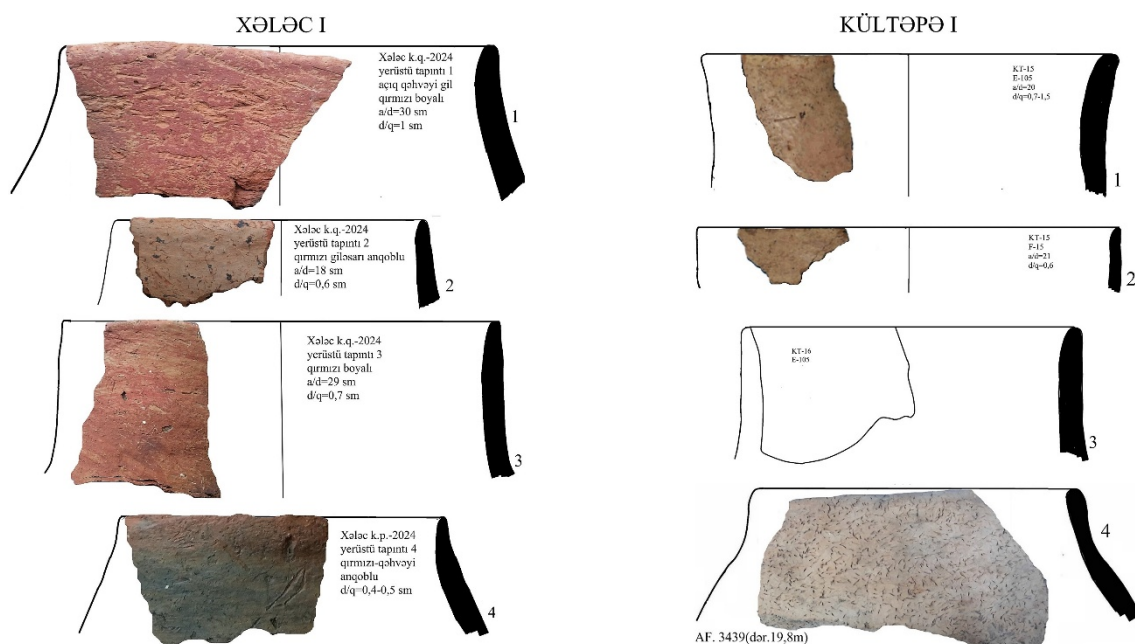 XƏLƏC I
Xələc k.q.-2024
yerüstü tapıntı 1
açıq qəhvəyi gil
qırmızı boyalı
a/d=30 sm
d/q=1 sm
1
Xələc k.q.-2024
yerüstü tapıntı 2
qırmızı giləsarı anqoblu
a/d=18 sm
d/q=0,6 sm
2
Xələc k.q.-2024
yerüstü tapıntı 3
qırmızı boyalı
a/d=29 sm
d/q=0,7 sm
3
Xələc k.p.-2024
yerüstü tapıntı 4
qırmızı-qəhvəyi
anqoblu
d/q=0,4-0,5 sm
4
KÜLTƏPƏ I
KT-15
E-105
a/d=20
d/q=0,7-1,5
1
KT-15
F-15
a/d=21
d/q=0,6
2
KT-16
E-105
3
4
AF. 3439(dər.19,8m)